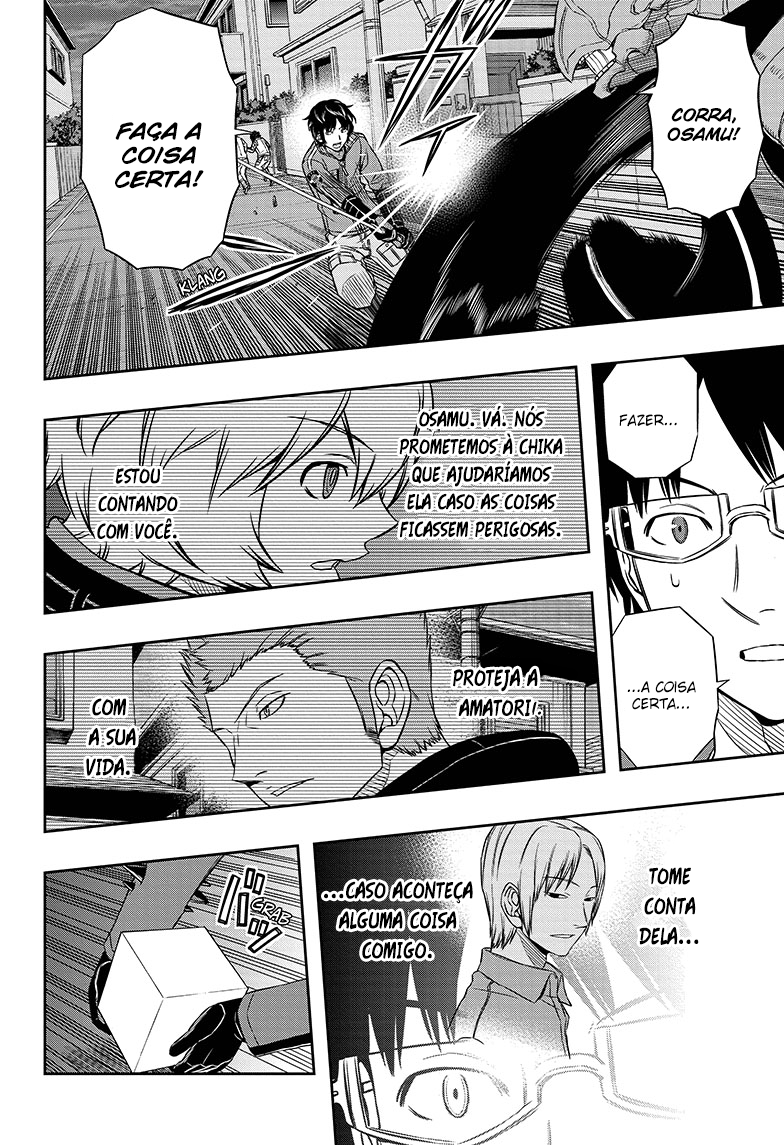 CORRA,
OSAMU!
FAÇA A
COISA
CERTA!
KLANG
FAZER...
...A COISA
CERTA...
OSAMU. VÁ. NÓS
PROMETEMOS À CHIKA
QUE AJUDARÍAMOS
ELA CASO AS COISAS
FICASSEM PERIGOSAS.
ESTOU
CONTANDO
COM VOCÊ.
PROTEJA A
AMATORI.
COM
A SUA
VIDA.
TOME
CONTA
DELA...
...CASO ACONTEÇA
ALGUMA COISA
COMIGO.
GRAB